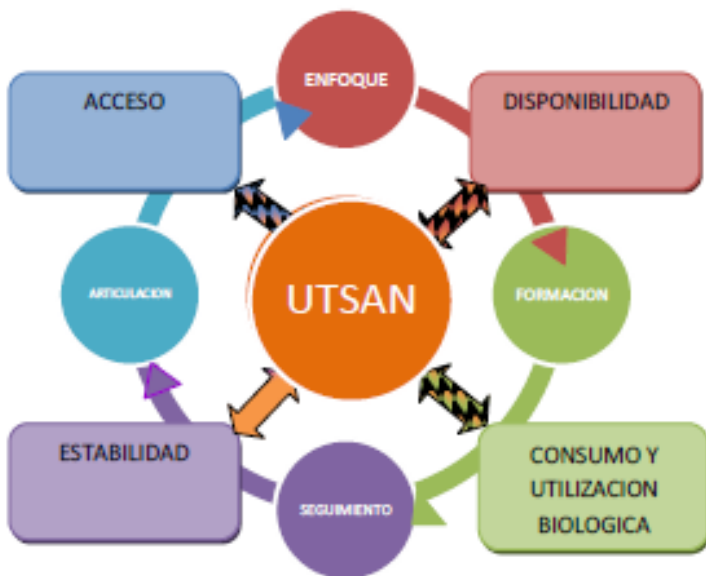 ENFOQUE
ACCESO
DISPONIBILIDAD
ARTICULACION
UTSAN
FORMACION
ESTABILIDAD
SEGUIMIENTO
CONSUMO Y
UTILIZACION
BIOLOGICA